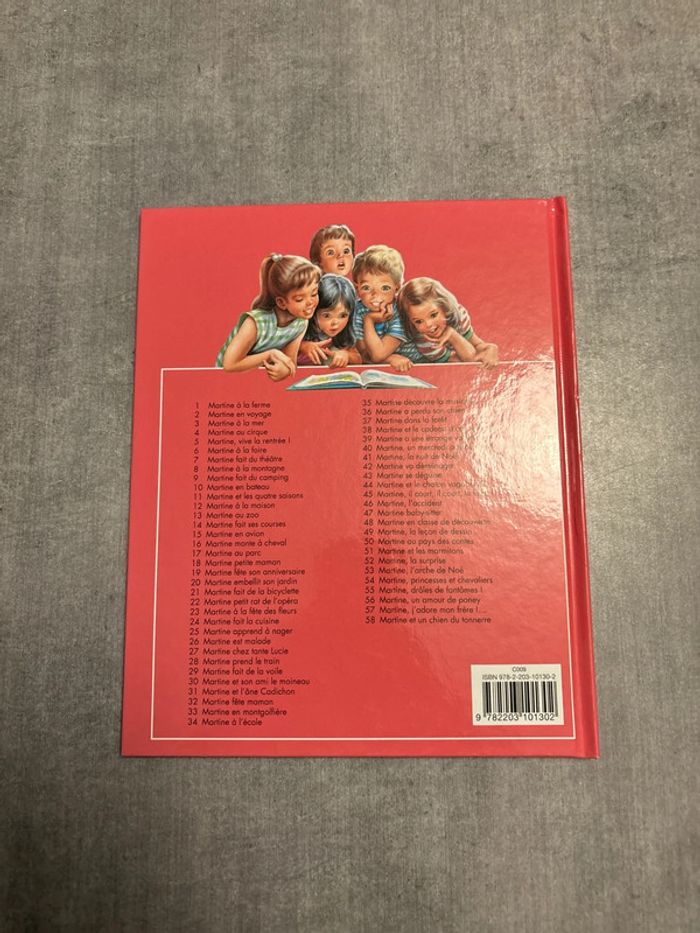 1 Martine à la ferme
2 Martine en voyage
3 Martine à la mer
4 Martine au cirque
5 Martine, vive la rentrée !
6 Martine à la foire
7 Martine fait du théâtre
8 Martine à la montagne
9 Martine fait du camping
10 Martine en bateau
11 Martine et les quatre saisons
12 Martine à la maison
13 Martine au zoo
14 Martine fait ses courses
15 Martine en avion
16 Martine monte à cheval
17 Martine au parc
18 Martine petite maman
19 Martine fête son anniversaire
20 Martine embellit son jardin
21 Martine fait de la bicyclette
22 Martine petit rat de l'opéra
23 Martine à la fête des fleurs
24 Martine fait la cuisine
25 Martine apprend à nager
26 Martine est malade
27 Martine chez tante Lucie
28 Martine prend le train
29 Martine fait de la voile
30 Martine et son ami le moineau
31 Martine et l'âne Cadichon
32 Martine fête maman
33 Martine en montgolfière
34 Martine à l'école
35 Martine découvre la musique
36 Martine a perdu son chien
37 Martine dans la forêt
38 Martine et le cadeau
39 Martine a une étrange
40 Martine, un mercredi
41 Martine, la nuit de Noël
42 Martine va déménager
43 Martine se déguise
44 Martine et le chaton
45 Martine, il court, il court, le
46 Martine, l'accident
47 Martine baby-sitter
48 Martine en classe de découverte
49 Martine, la leçon de dessin
50 Martine au pays des contes
51 Martine et les marmitons
52 Martine, la surprise
53 Martine, l'arche de Noé
54 Martine, princesses et chevaliers
55 Martine, drôles de fantômes !
56 Martine, un amour de poney
57 Martine, j'adore mon frère !...
58 Martine et un chien du tonnerre
C009
ISBN 978-2-203-10130-2
9 782203 101302